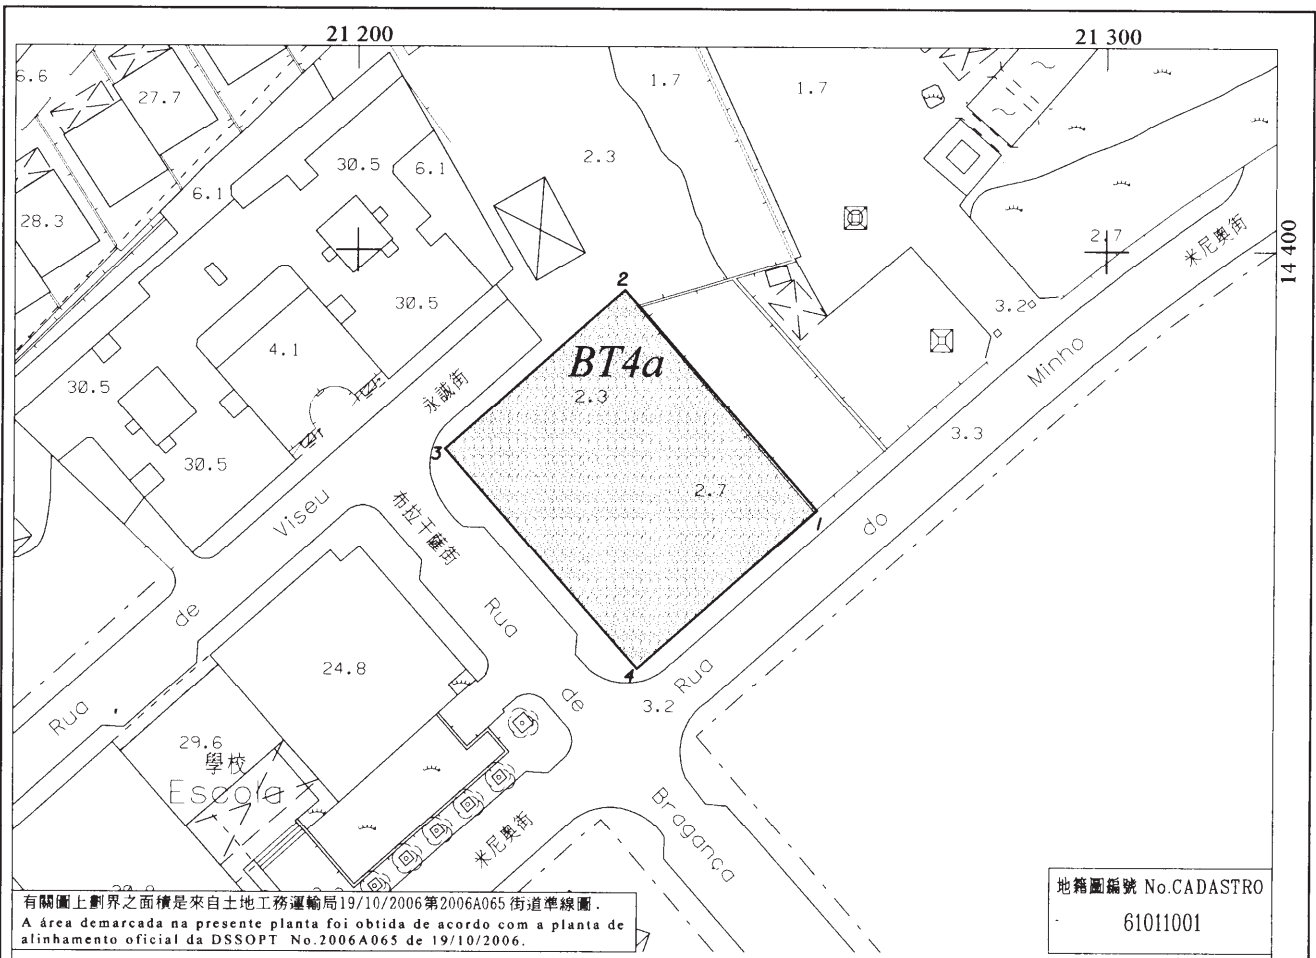 21 200
21 300
6.6
27.7
1.7
1.7
2.3
30.5
6.1
6.1
28.3
2.7
米尼奧街
14 400
30.5
2
3.2
4.1
BT4a
2.3
Minho
30.5
永誠街
3.3
3
30.5
2.7
Viseu
布拉干薩街
1
do
de
Rua
24.8
4
Rua
de
3.2
Rua
29.6
學校
Escola
Bragança
米尼奧街
有關圖上劃界之面積是來自土地工務運輸局19/10/2006第2006A065街道準線圖.
A área demarcada na presente planta foi obtida de acordo com a planta de
alinhamento oficial da DSSOPT No.2006A065 de 19/10/2006.
地籍圖編號 No.CADASTRO
61011001